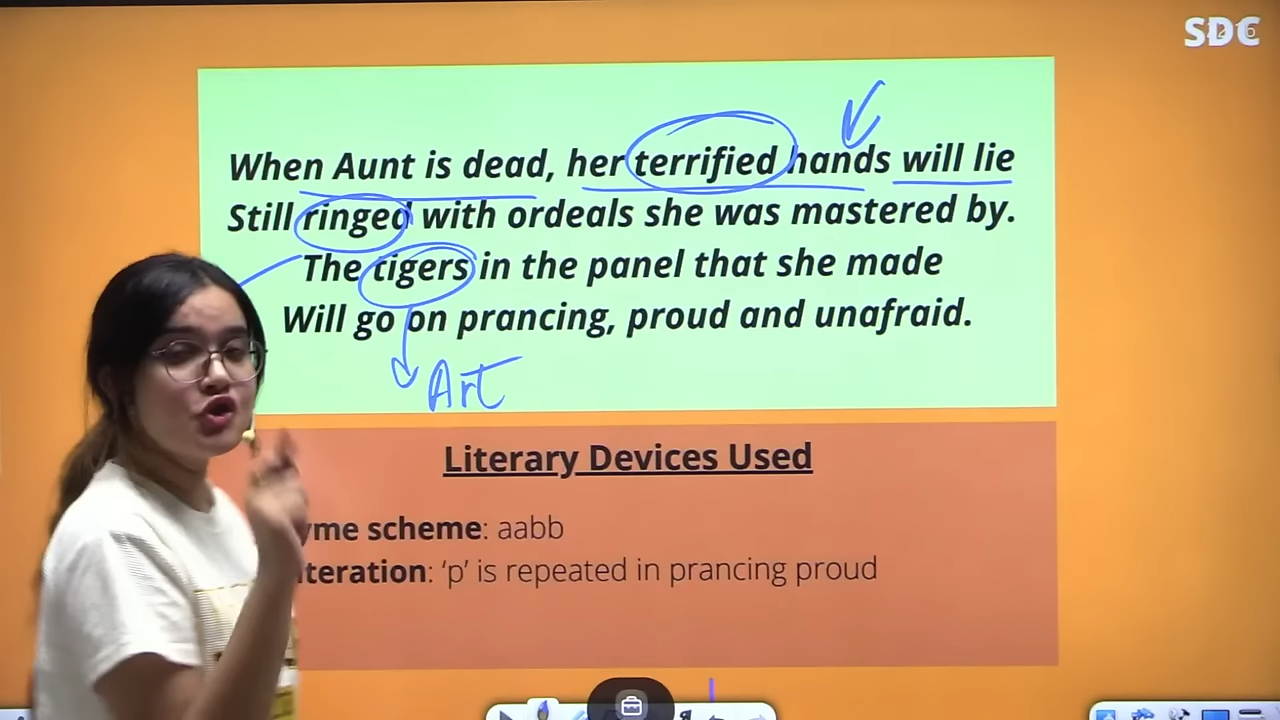 SDC
When Aunt is dead, her terrified hands will lie
Still ringed with ordeals she was mastered by.
The tigers in the panel that she made
Will go on prancing, proud and unafraid.
Art
Literary Devices Used
yme scheme: aabb
iteration: ‘p’ is repeated in prancing proud